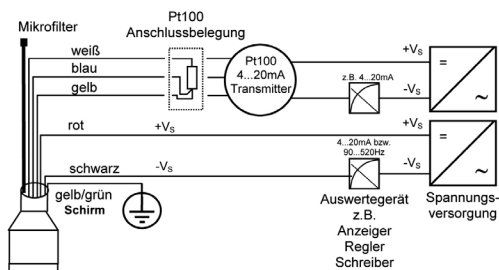 Mikrofilter
Pt100
Anschlussbelegung
weiß
blau
gelb
Pt100
4...20mA
Transmitter
z.B. 4...20mA
+VS
-VS
=
~
rot
+VS
4...20mA bzw.
90...520Hz
+VS
-VS
=
~
schwarz
-VS
gelb/grün
Schirm
Auswertegerät
z.B.
Anzeiger
Regler
Schreiber
Spannungs-
versorgung